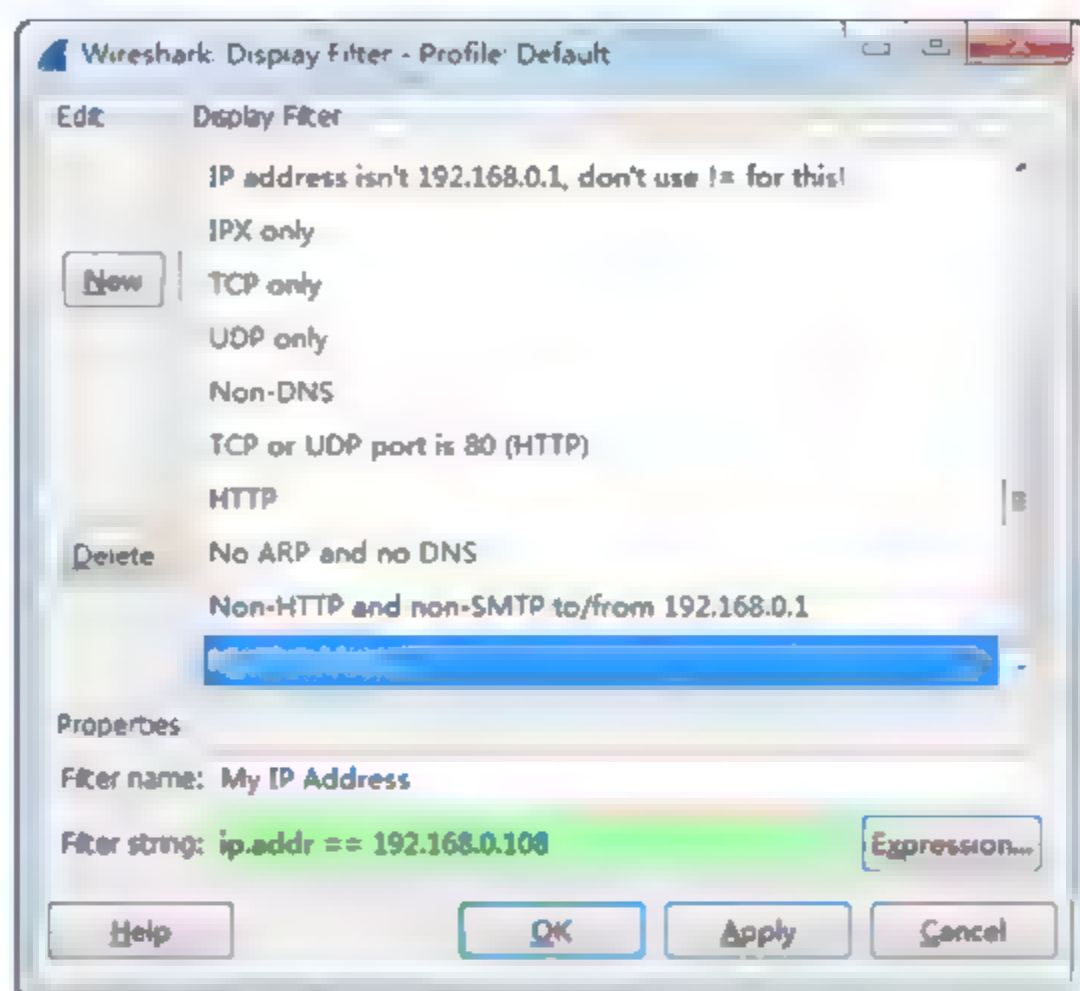 Wireshark: Display Filter - Profile: Default
Edit Display Filter
IP address isn't 192.168.0.1, don't use != for this!
IPX only
New
TCP only
UDP only
Non-DNS
TCP or UDP port is 80 (HTTP)
HTTP
Delete
No ARP and no DNS
Non-HTTP and non-SMTP to/from 192.168.0.1
Properties
Filter name: My IP Address
Filter string: ip.addr == 192.168.0.108
Expression...
Help OK Apply Cancel